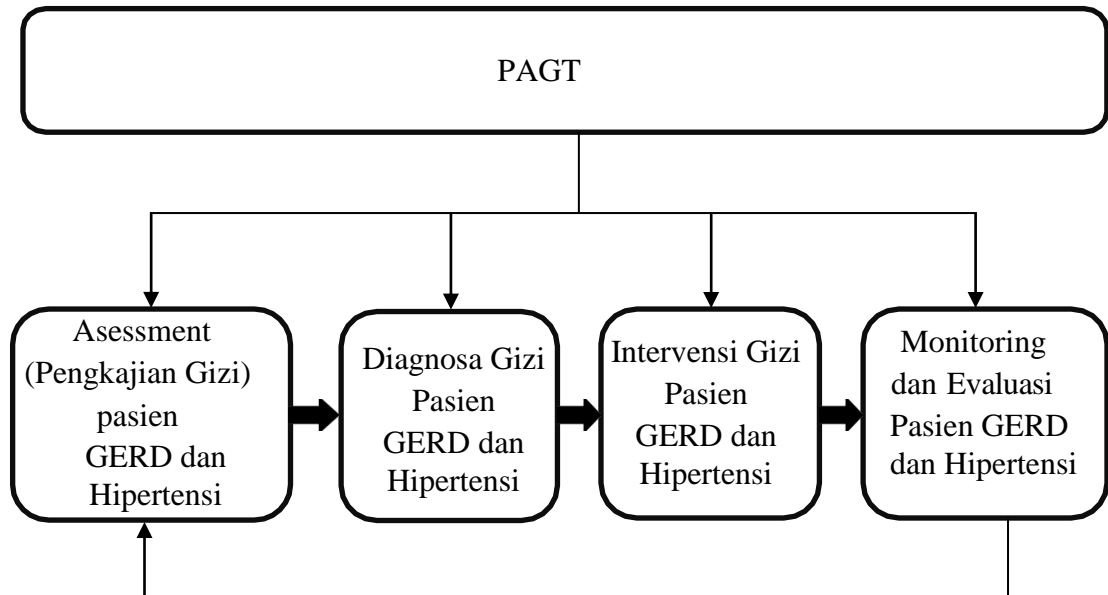 PAGT
Asessment
(Pengkajian Gizi)
pasien
GERD dan
Hipertensi
Diagnosa Gizi
Pasien
GERD dan
Hipertensi
Intervensi Gizi
Pasien
GERD dan
Hipertensi
Monitoring
dan Evaluasi
Pasien GERD
dan Hipertensi